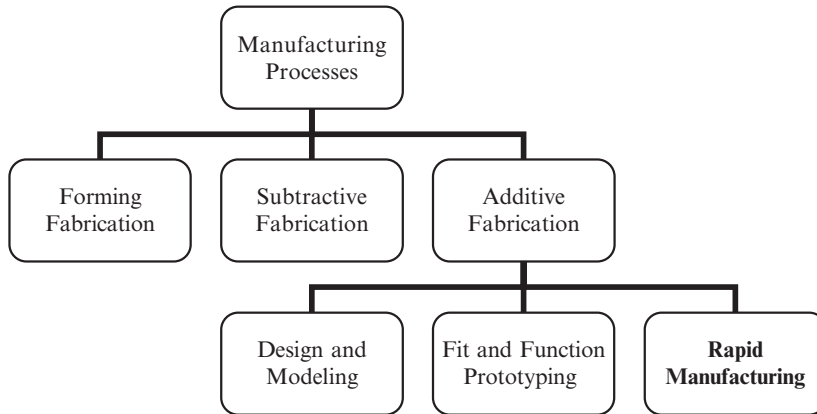 Manufacturing
Processes
Forming
Fabrication
Subtractive
Fabrication
Additive
Fabrication
Design and
Modeling
Fit and Function
Prototyping
Rapid
Manufacturing